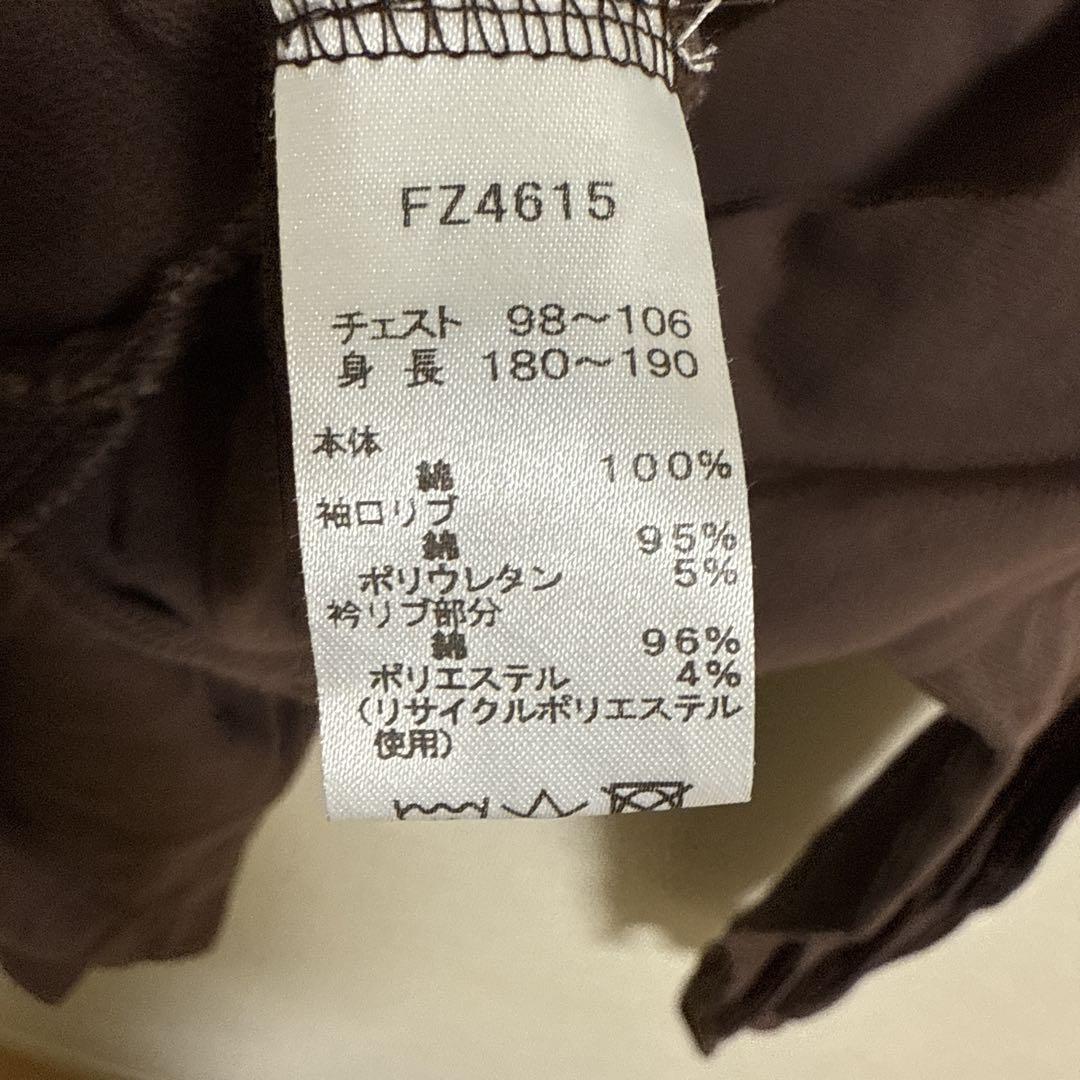 FZ4615
チェスト 98～106
身 長 180～190
本体
綿 100%
袖口リブ
綿 95%
ポリウレタン 5%
衿リブ部分
綿 96%
ポリエステル 4%
(リサイクルポリエステル
使用)